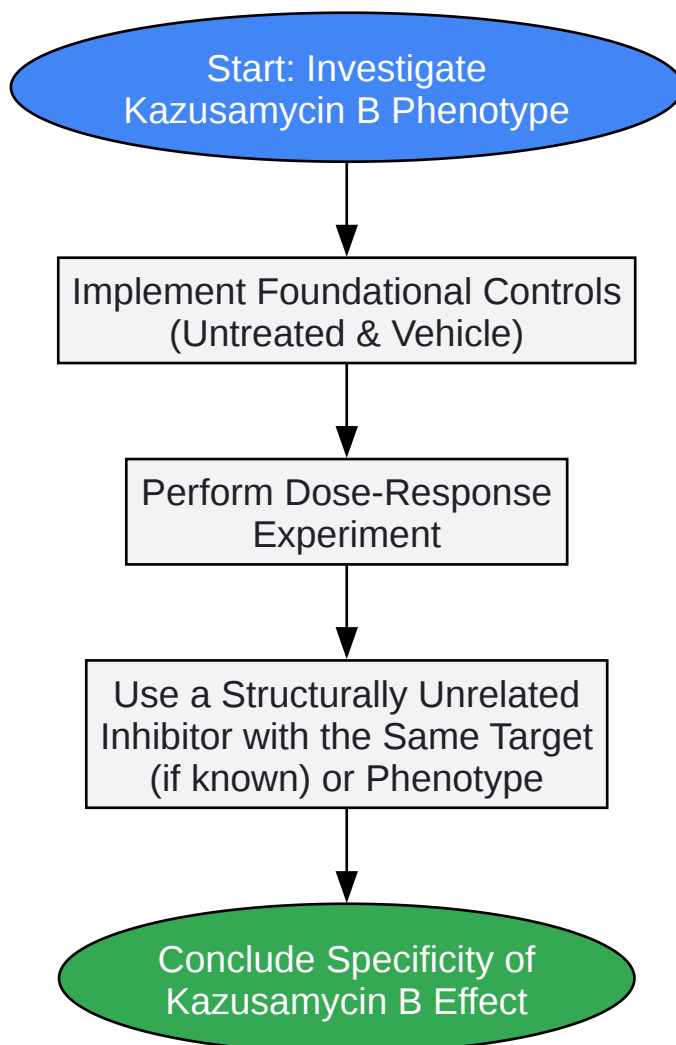 Start: Investigate
Kazusamycin B Phenotype
Implement Foundational Controls
(Untreated & Vehicle)
Perform Dose-Response
Experiment
Use a Structurally Unrelated
Inhibitor with the Same Target
(if known) or Phenotype
Conclude Specificity of
Kazusamycin B Effect